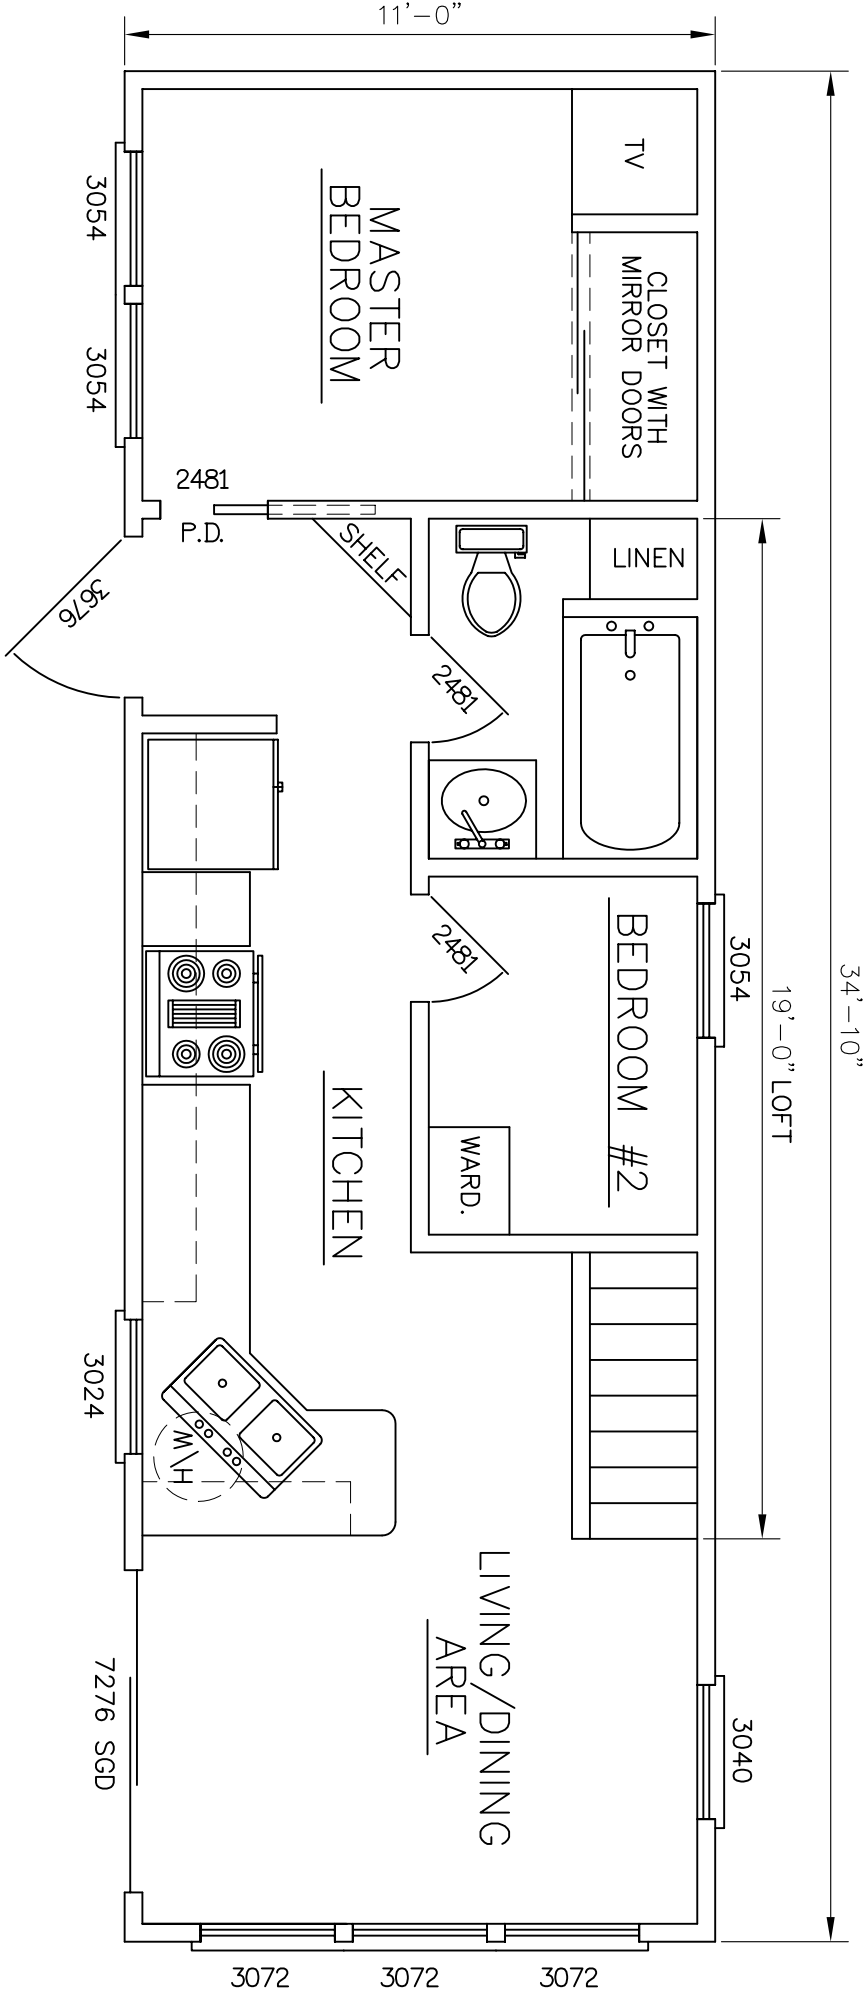 11'-0"
TV
3054
MASTER
BEDROOM
CLOSET WITH
MIRROR DOORS
3054
2481
P.D.
SHELF
LINEN
3676
2481
2481
BEDROOM #2
3054
34'-10"
19'-0" LOFT
KITCHEN
WARD.
3024
W\H
LIVING/DINING
AREA
7276 SGD
3040
3072
3072
3072